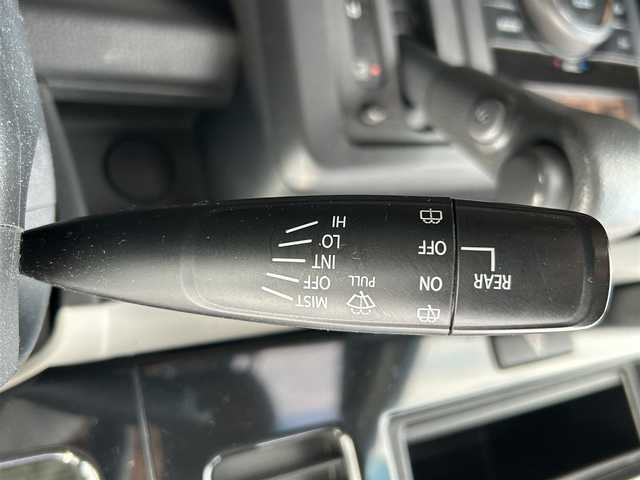 MIST
OFF
INT
LO
HI
PULL
ON
OFF
REAR